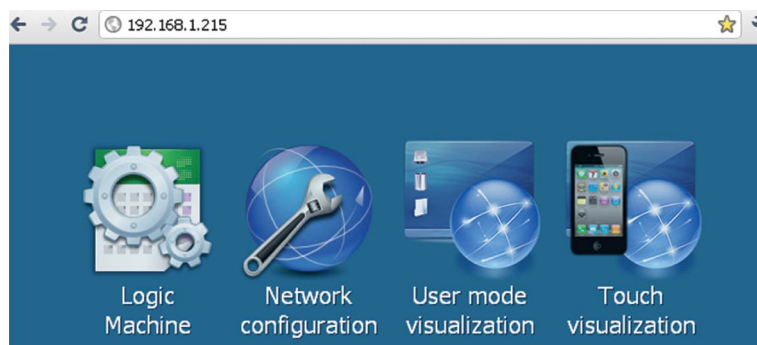 192.168.1.215
Logic
Machine
Network
configuration
User mode
visualization
Touch
visualization